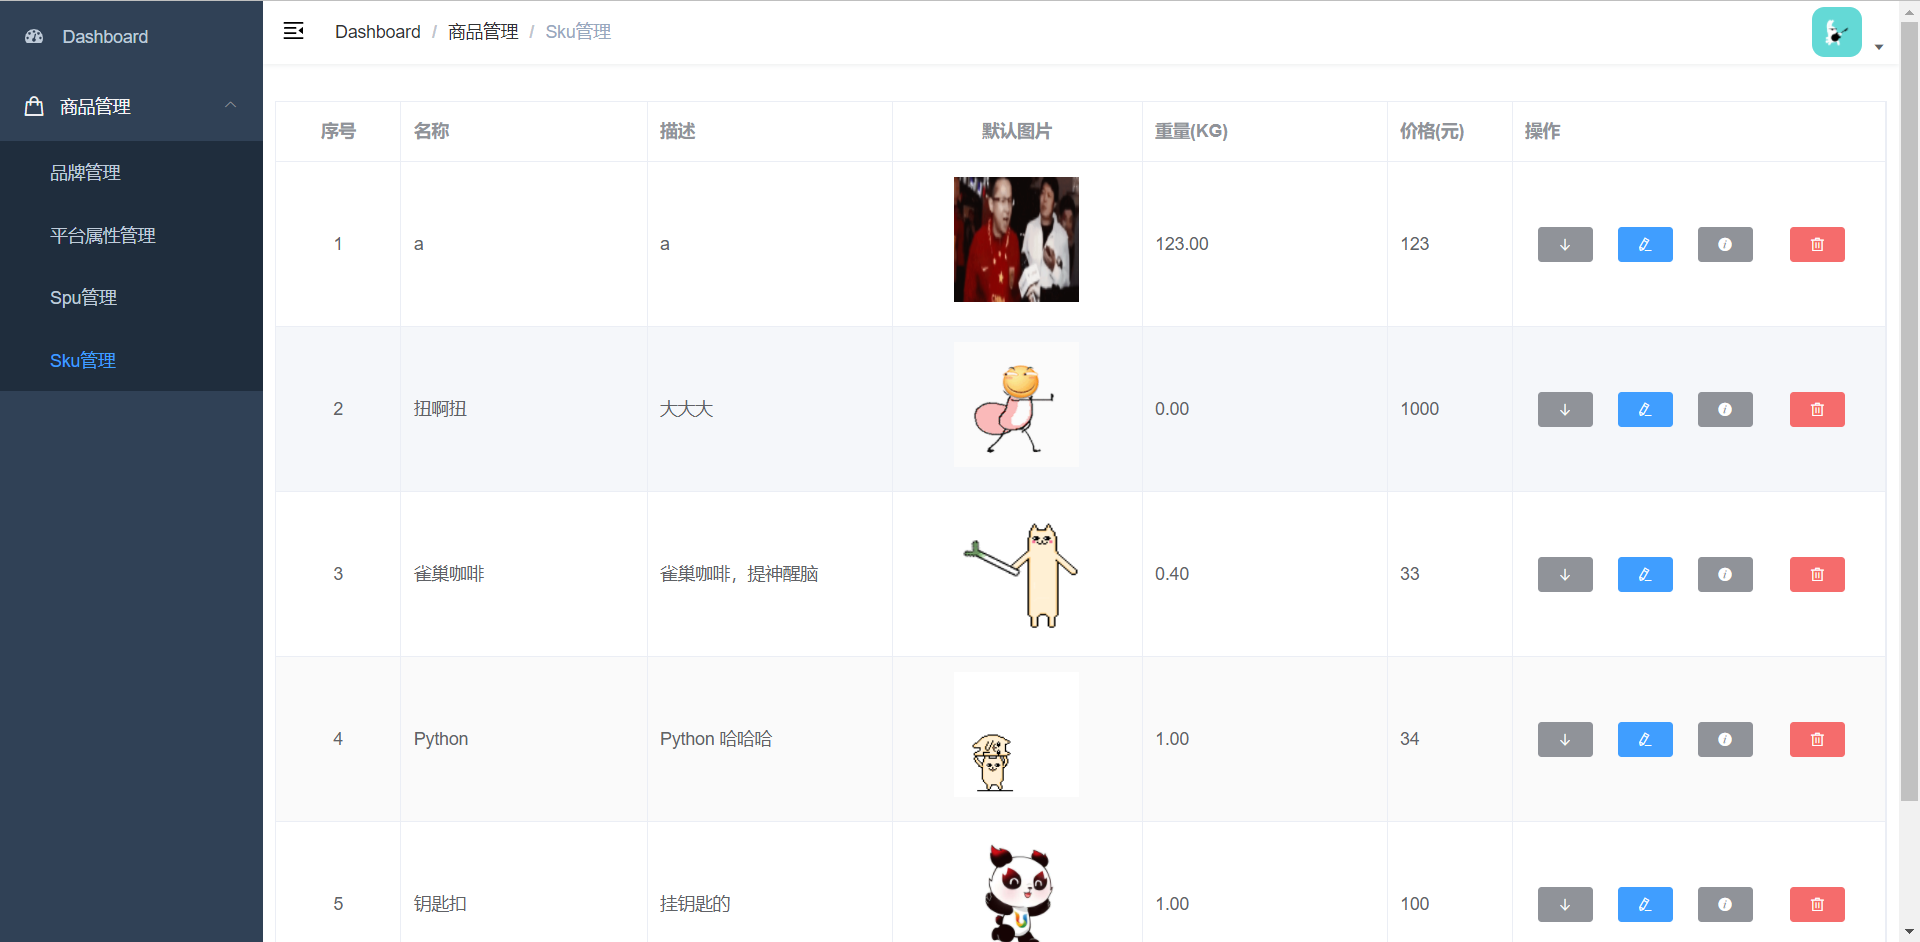 Dashboard
商品管理
品牌管理
平台属性管理
Spu管理
Sku管理
Dashboard / 商品管理 / Sku管理
序号 名称 描述 默认图片 重量(KG) 价格(元) 操作
1 a a 123.00 123
2 扭啊扭 大大大 0.00 1000
3 雀巢咖啡 雀巢咖啡，提神醒脑 0.40 33
4 Python Python 哈哈哈 1.00 34
5 钥匙扣 挂钥匙的 1.00 100